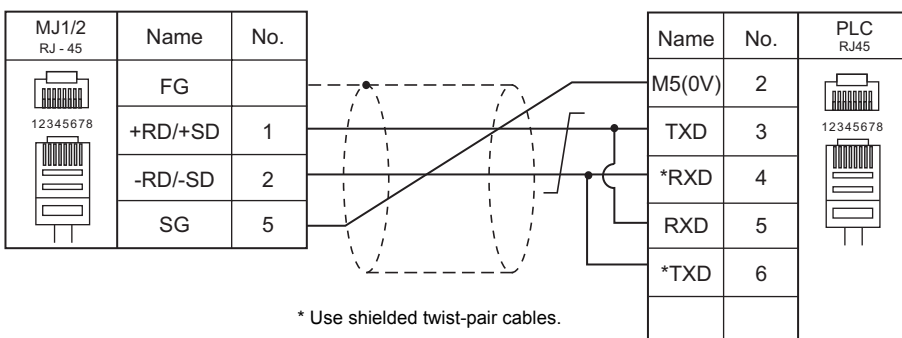 MJ1/2
RJ - 45
Name
No.
12345678
FG
+RD/+SD
1
-RD/-SD
2
SG
5
Name
No.
PLC
RJ45
M5(0V)
2
TXD
3
*RXD
4
RXD
5
*TXD
6
12345678
* Use shielded twist-pair cables.